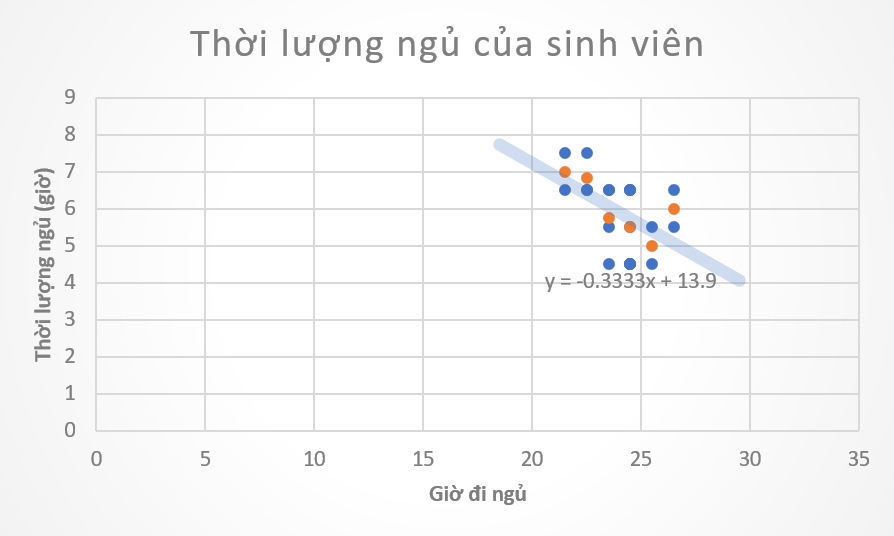 Thời lượng ngủ của sinh viên
9
8
7
6
5
4
3
2
1
0
Thời lượng ngủ (giờ)
y = -0.3333x + 13.9
0 5 10 15 20 25 30 35
Giờ đi ngủ